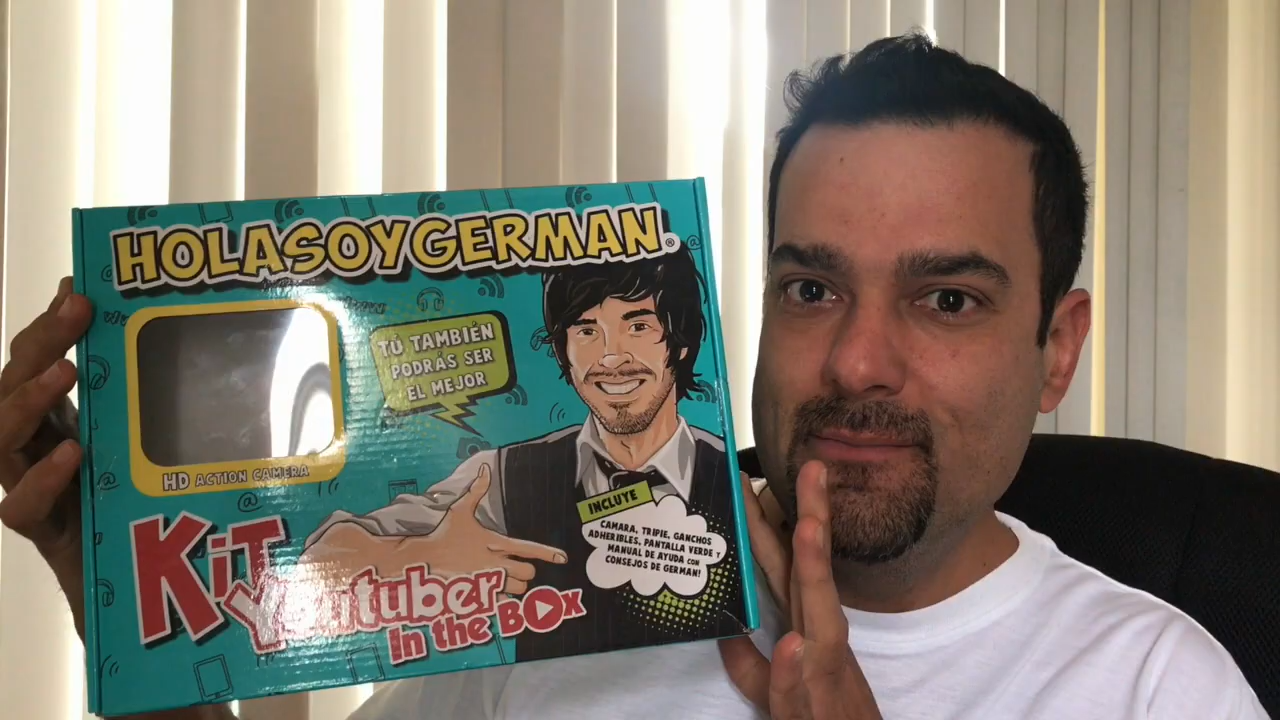 HOLASOYGERMAN®
TÚ TAMBIÉN
PODRÁS SER
EL MEJOR
HD ACTION CAMERA
INCLUYE
CAMARA, TRIPIE, GANCHOS
ADHERIBLES, PANTALLA VERDE Y
MANUAL DE AYUDA CON
CONSEJOS DE GERMAN!
KiT
Youtuber
In the BOX